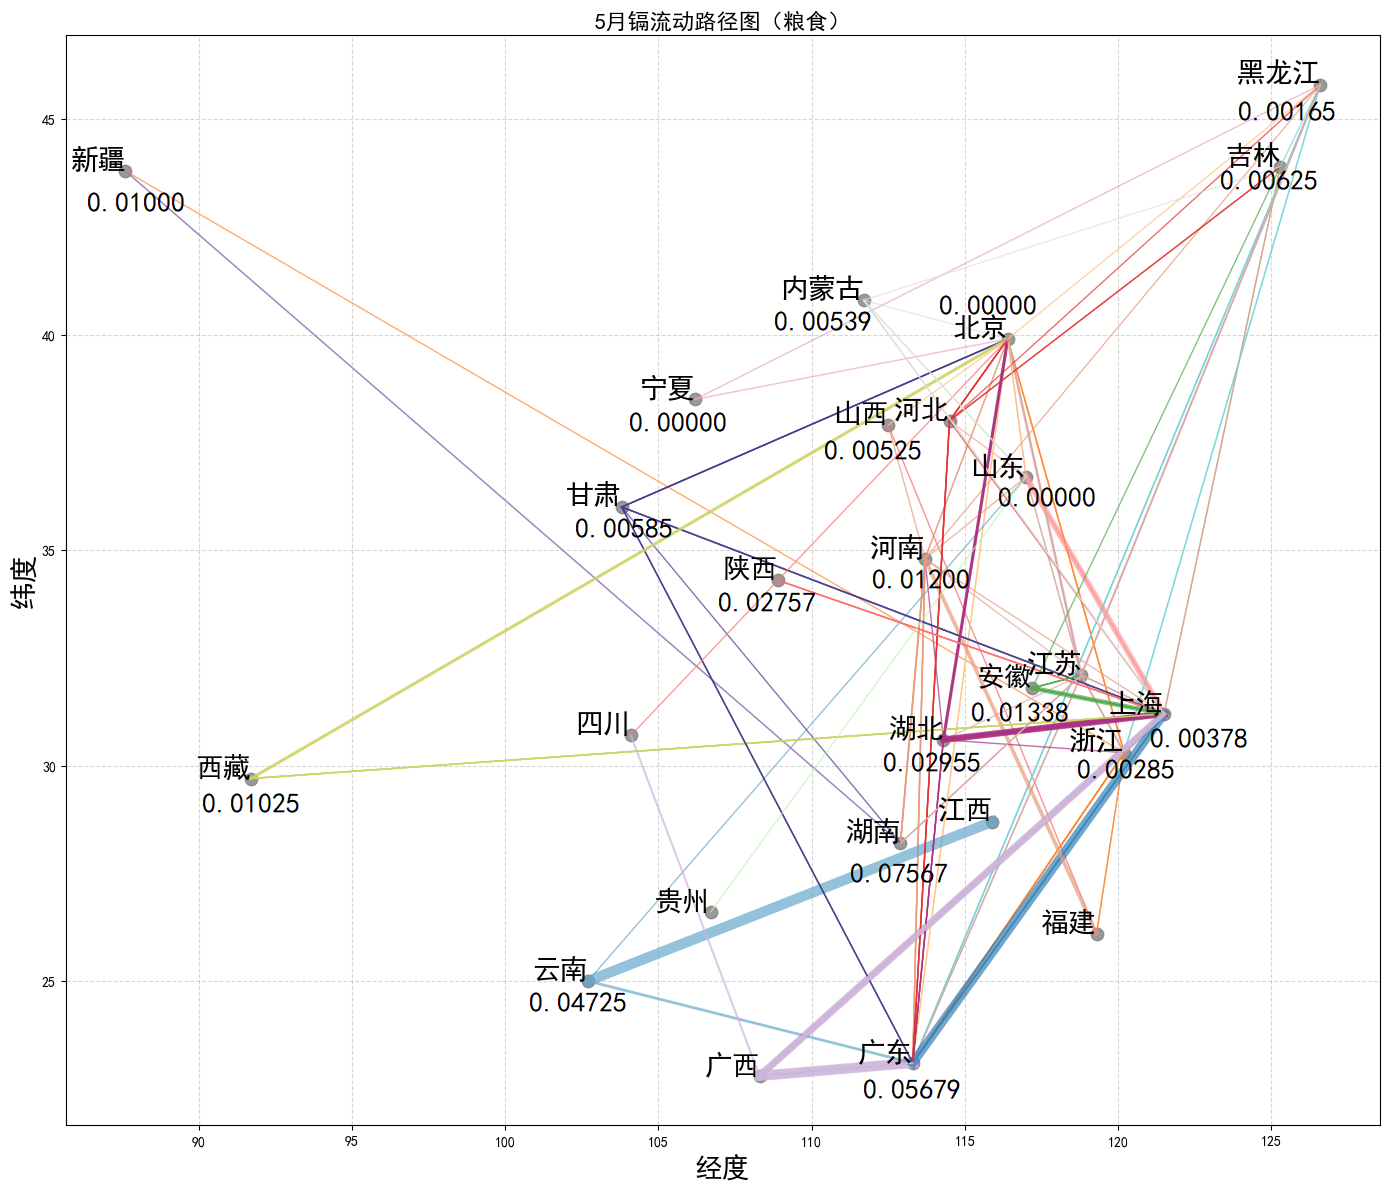 5月镉流动路径图（粮食）
黑龙江
0.00165
45
吉林
0.00625
新疆
0.01000
内蒙古
0.00539
0.00000
北京
40
宁夏
0.00000
山西
0.00525
河北
山东
0.00000
甘肃
0.00585
35
河南
0.01200
陕西
0.02757
纬度
江苏
安徽
0.01338
上海
0.00378
四川
湖北
0.02955
浙江
0.00285
30
西藏
0.01025
江西
湖南
0.07567
贵州
福建
云南
0.04725
25
广西
广东
0.05679
90
95
100
105
110
115
120
125
经度